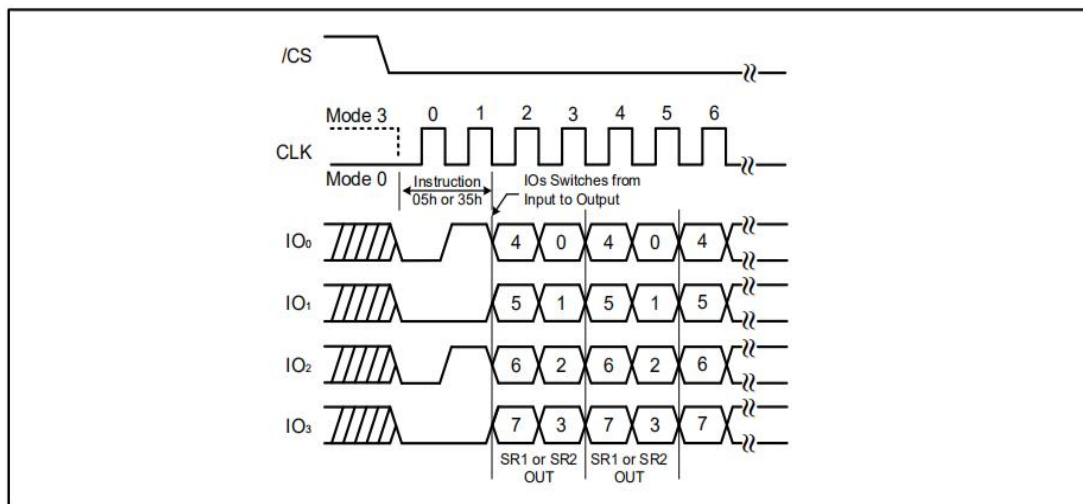 /CS
Mode 3 0 1 2 3 4 5 6
CLK
Mode 0
Instruction
05h or 35h
IOs Switches from
Input to Output
IO₀ 4 0 4 0 4
IO₁ 5 1 5 1 5
IO₂ 6 2 6 2 6
IO₃ 7 3 7 3 7
SR1 or SR2
OUT
SR1 or SR2
OUT